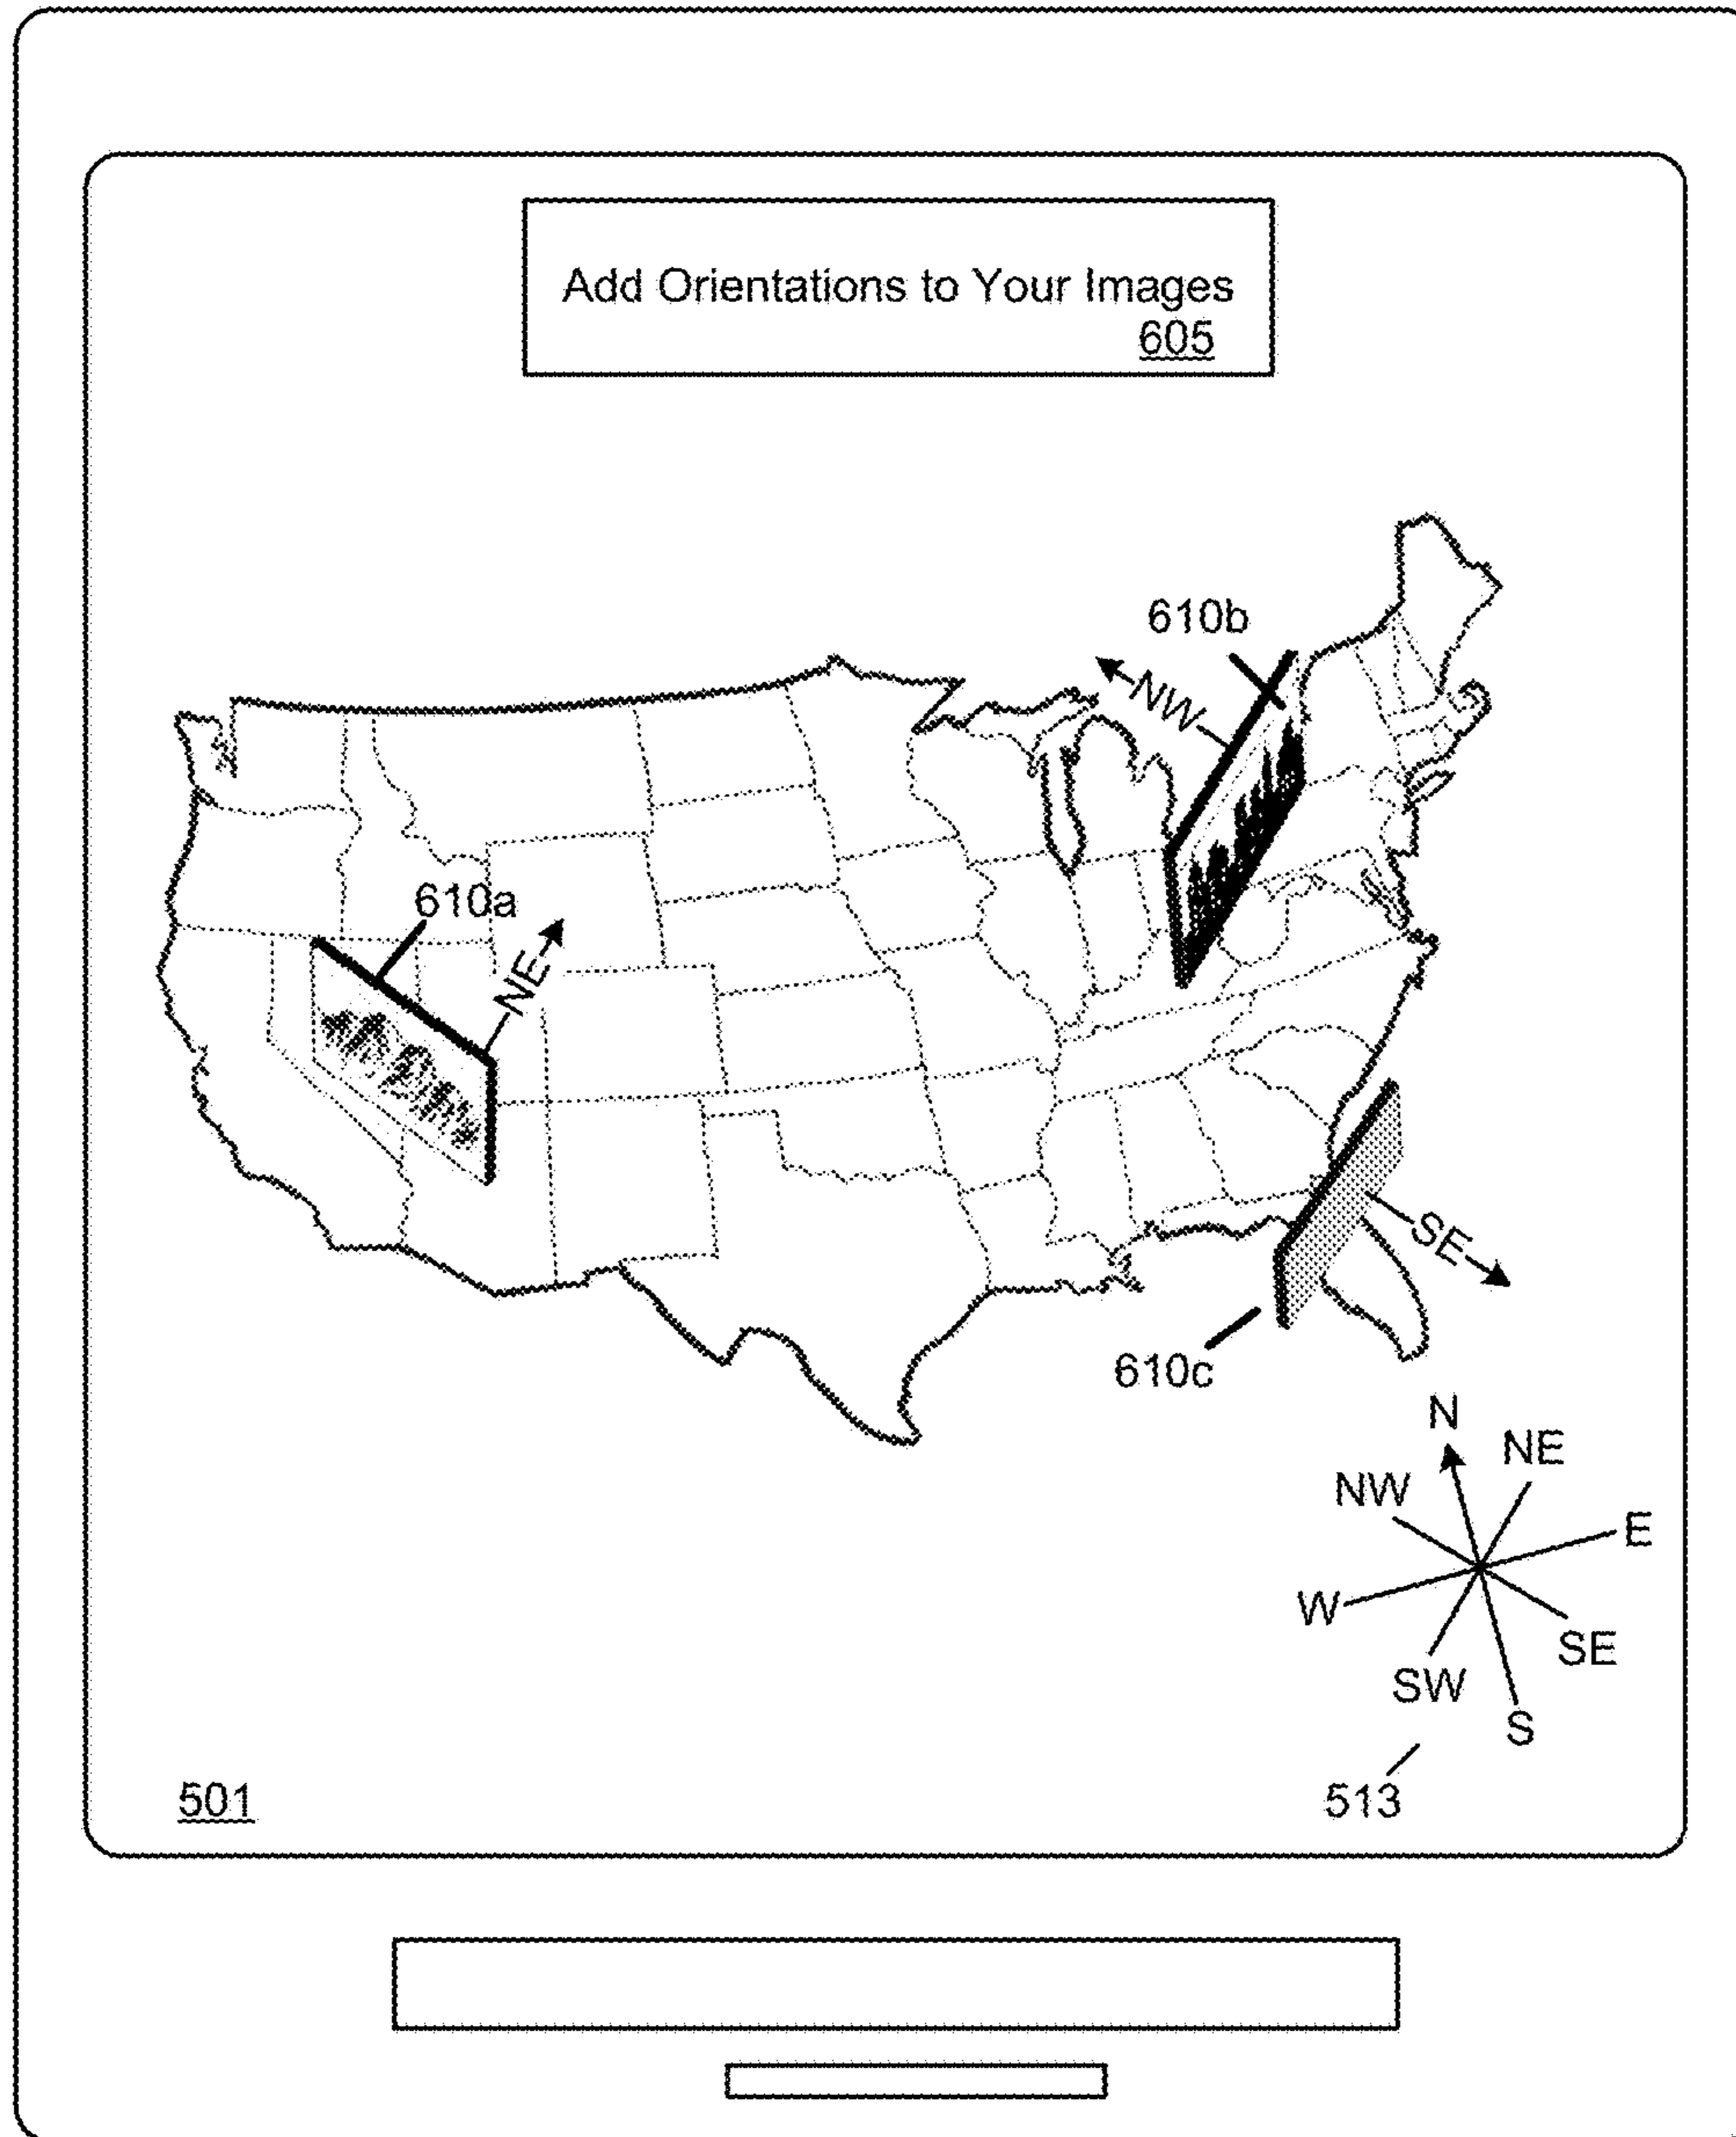 Add Orientations to Your Images
605
610b
NW
610a
NE
SE
610c
N
NE
NW
E
W
SE
SW
S
501
513